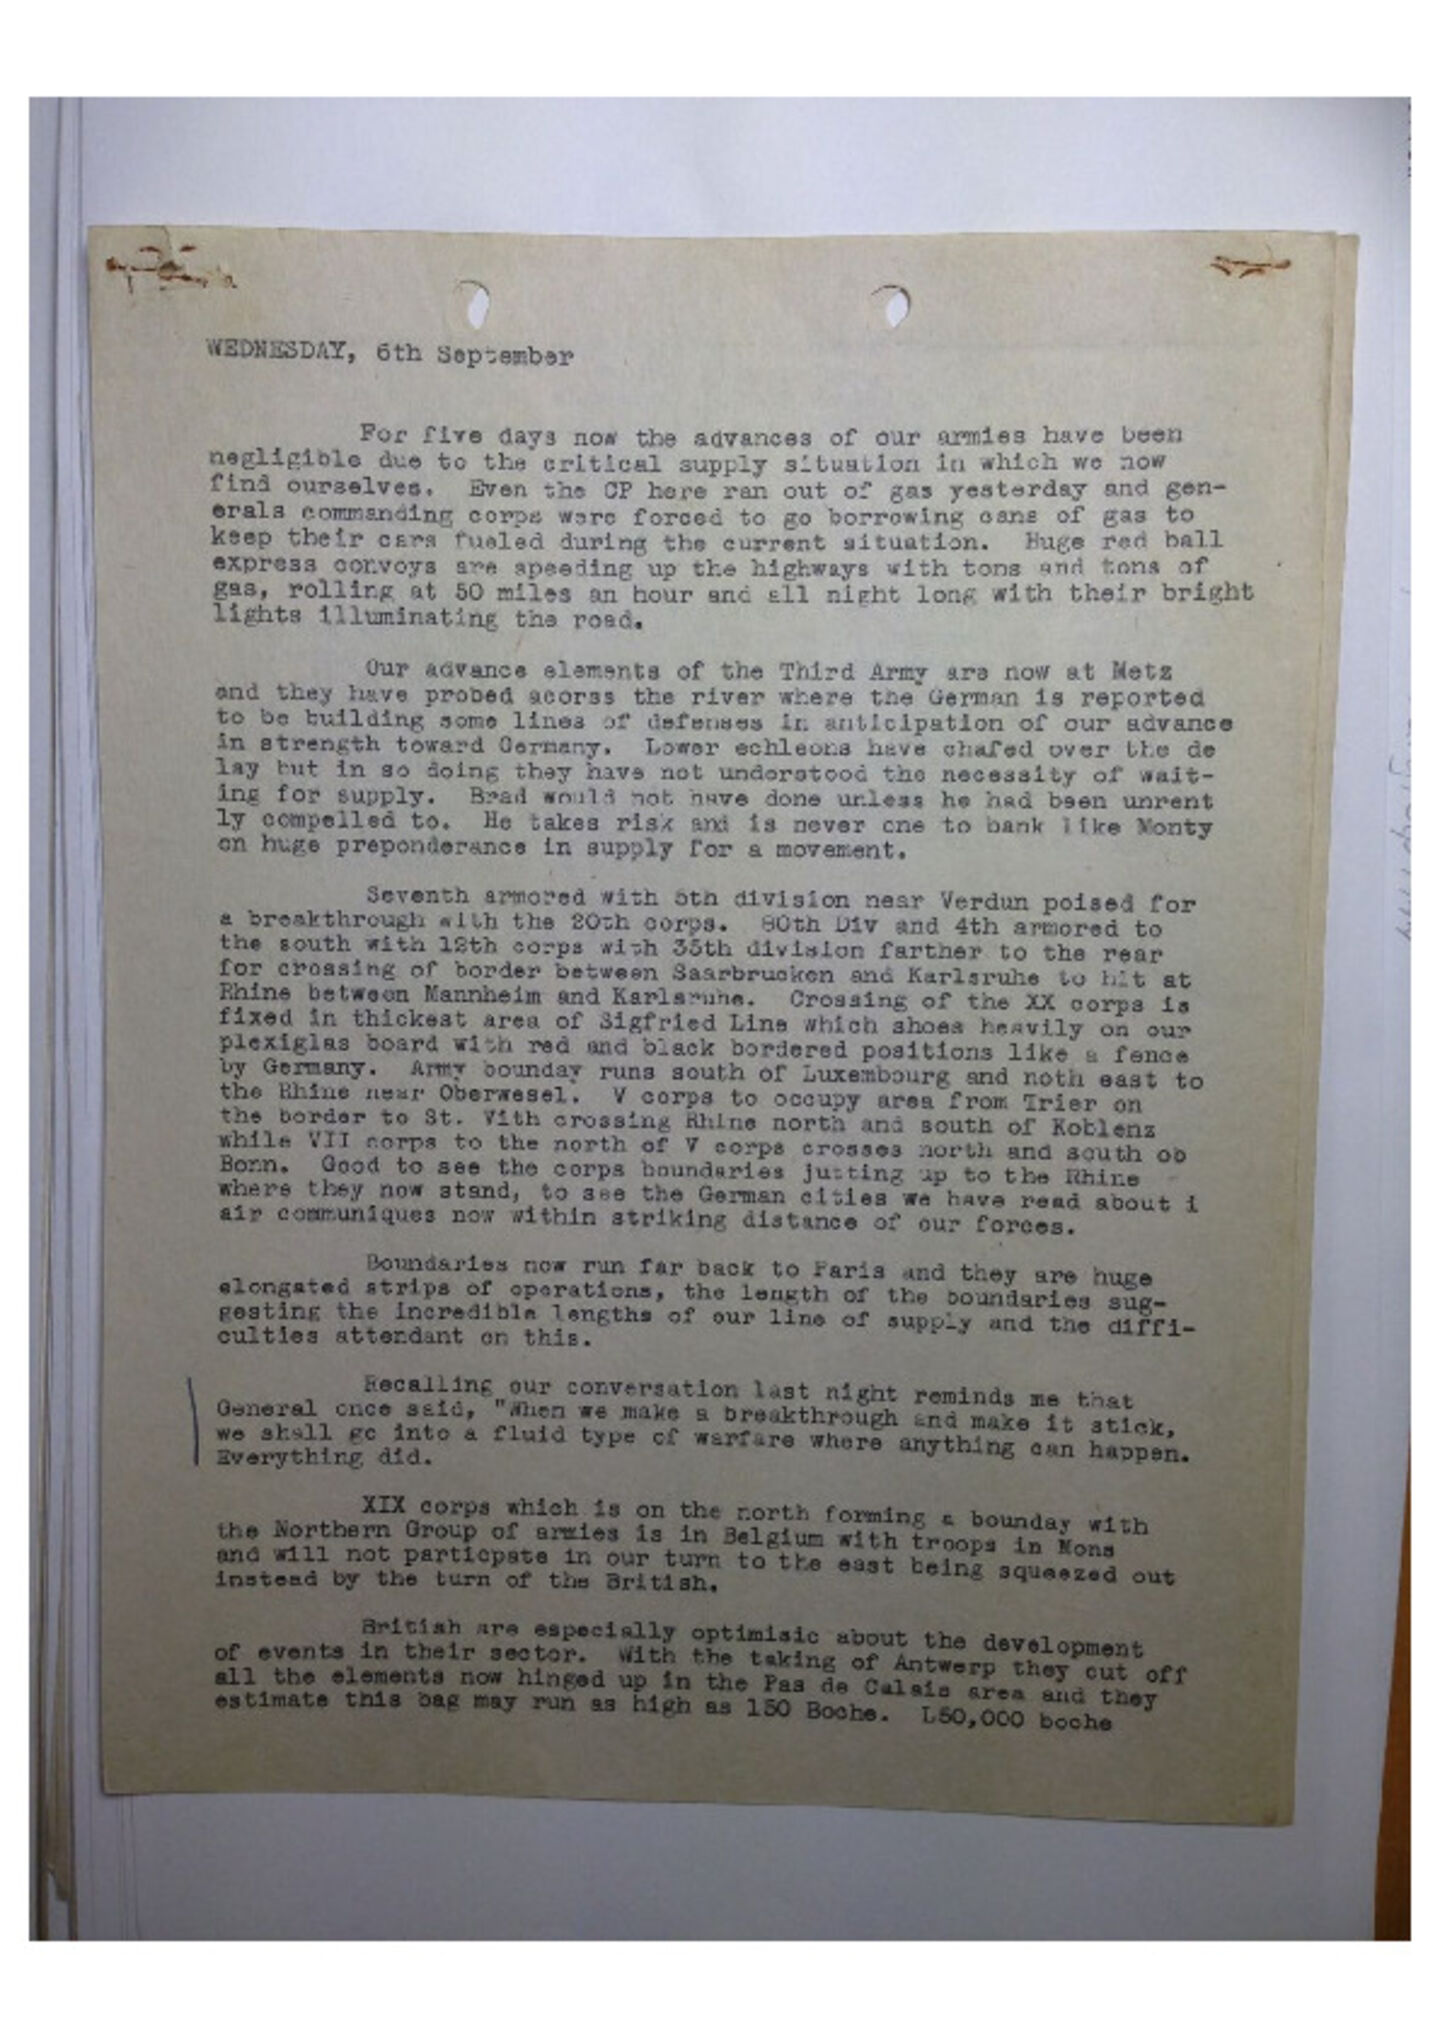 WEDNESDAY, 6th September
For five days now the advances of our armies have been
negligible due to the critical supply situation in which we now
find ourselves. Even the CP here ran out of gas yesterday and gen-
erals commanding corps were forced to go borrowing cans of gas to
keep their cars fueled during the current situation. Huge red ball
express convoys are speeding up the highways with tons and tons of
gas, rolling at 50 miles an hour and all night long with their bright
lights illuminating the road.
Our advance elements of the Third Army are now at Metz
and they have probed acorss the river where the German is reported
to be building some lines of defenses in anticipation of our advance
in strength toward Germany. Lower echleons have chafed over the de
lay but in so doing they have not understood the necessity of wait-
ing for supply. Brad would not have done unless he had been unrent
ly compelled to. He takes risk and is never one to bank like Monty
on huge preponderance in supply for a movement.
Seventh armored with 5th division near Verdun poised for
a breakthrough with the 20th corps. 80th Div and 4th armored to
the south with 12th corps with 35th division farther to the rear
for crossing of border between Saarbrucken and Karlsruhe to hit at
Rhine between Mannheim and Karlsruhe. Crossing of the XX corps is
fixed in thickest area of Sigfried Line which shoes heavily on our
plexiglas board with red and black bordered positions like a fence
by Germany. Army bounday runs south of Luxembourg and noth east to
the Rhine near Oberwesel. V corps to occupy area from Trier on
the border to St. Vith crossing Rhine north and south of Koblenz
while VII corps to the north of V corps crosses north and south ob
Bonn. Good to see the corps boundaries jutting up to the Rhine
where they now stand, to see the German cities we have read about i
air communiques now within striking distance of our forces.
Boundaries now run far back to Paris and they are huge
elongated strips of operations, the length of the boundaries sug-
gesting the incredible lengths of our line of supply and the diffi-
culties attendant on this.
Recalling our conversation last night reminds me that
General once said, "When we make a breakthrough and make it stick,
we shall go into a fluid type of warfare where anything can happen.
Everything did.
XIX corps which is on the north forming a bounday with
the Northern Group of armies is in Belgium with troops in Mons
and will not particpate in our turn to the east being squeezed out
instead by the turn of the British.
British are especially optimisic about the development
of events in their sector. With the taking of Antwerp they cut off
all the elements now hinged up in the Pas de Calais area and they
estimate this bag may run as high as 150 Boche. L50,000 boche